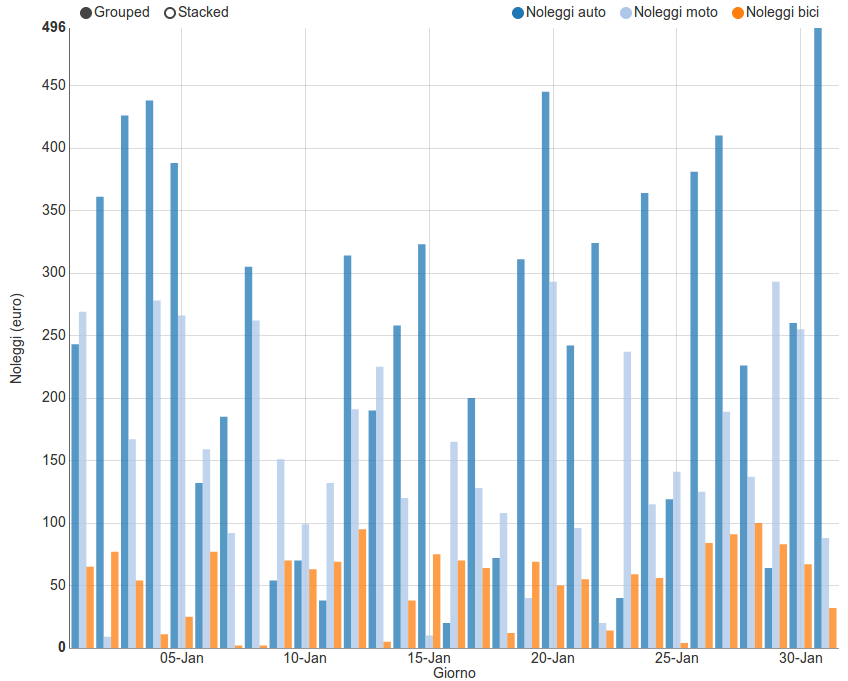 Grouped Stacked Noleggi auto Noleggi moto Noleggi bici
496
450
400
350
300
250
200
150
100
50
0
Noleggi (euro)
05-Jan 10-Jan 15-Jan 20-Jan 25-Jan 30-Jan
Giorno